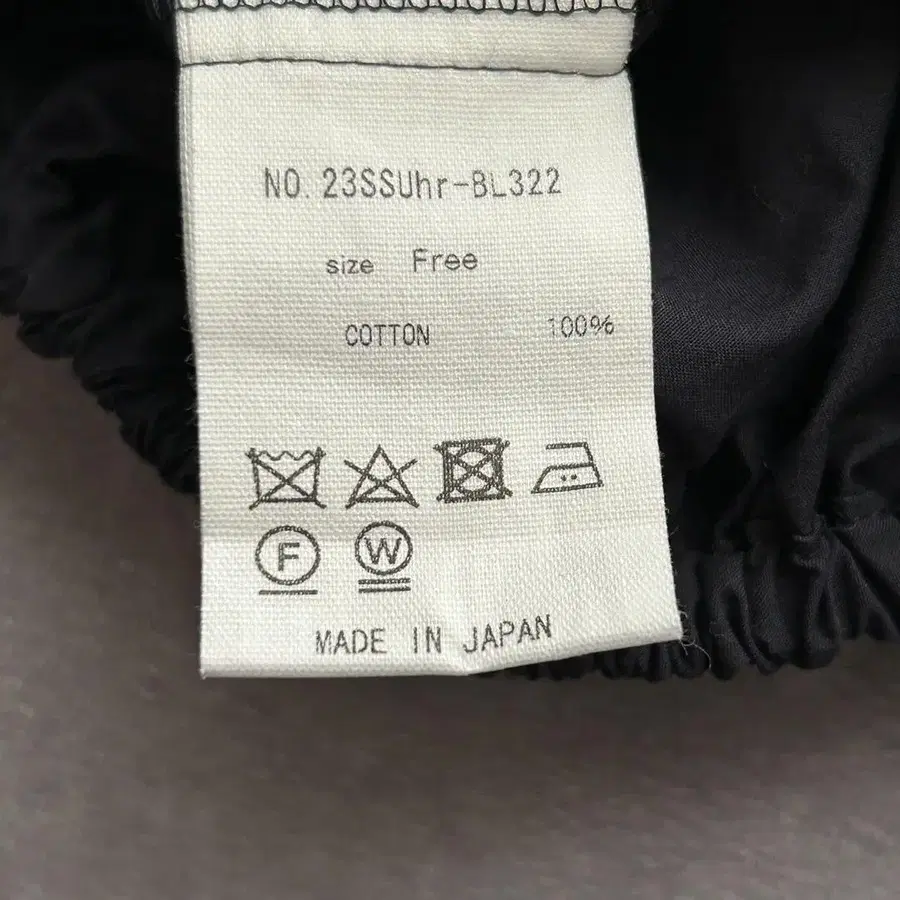 NO. 23SSUhr-BL322
size Free
COTTON 100%
F W
MADE IN JAPAN